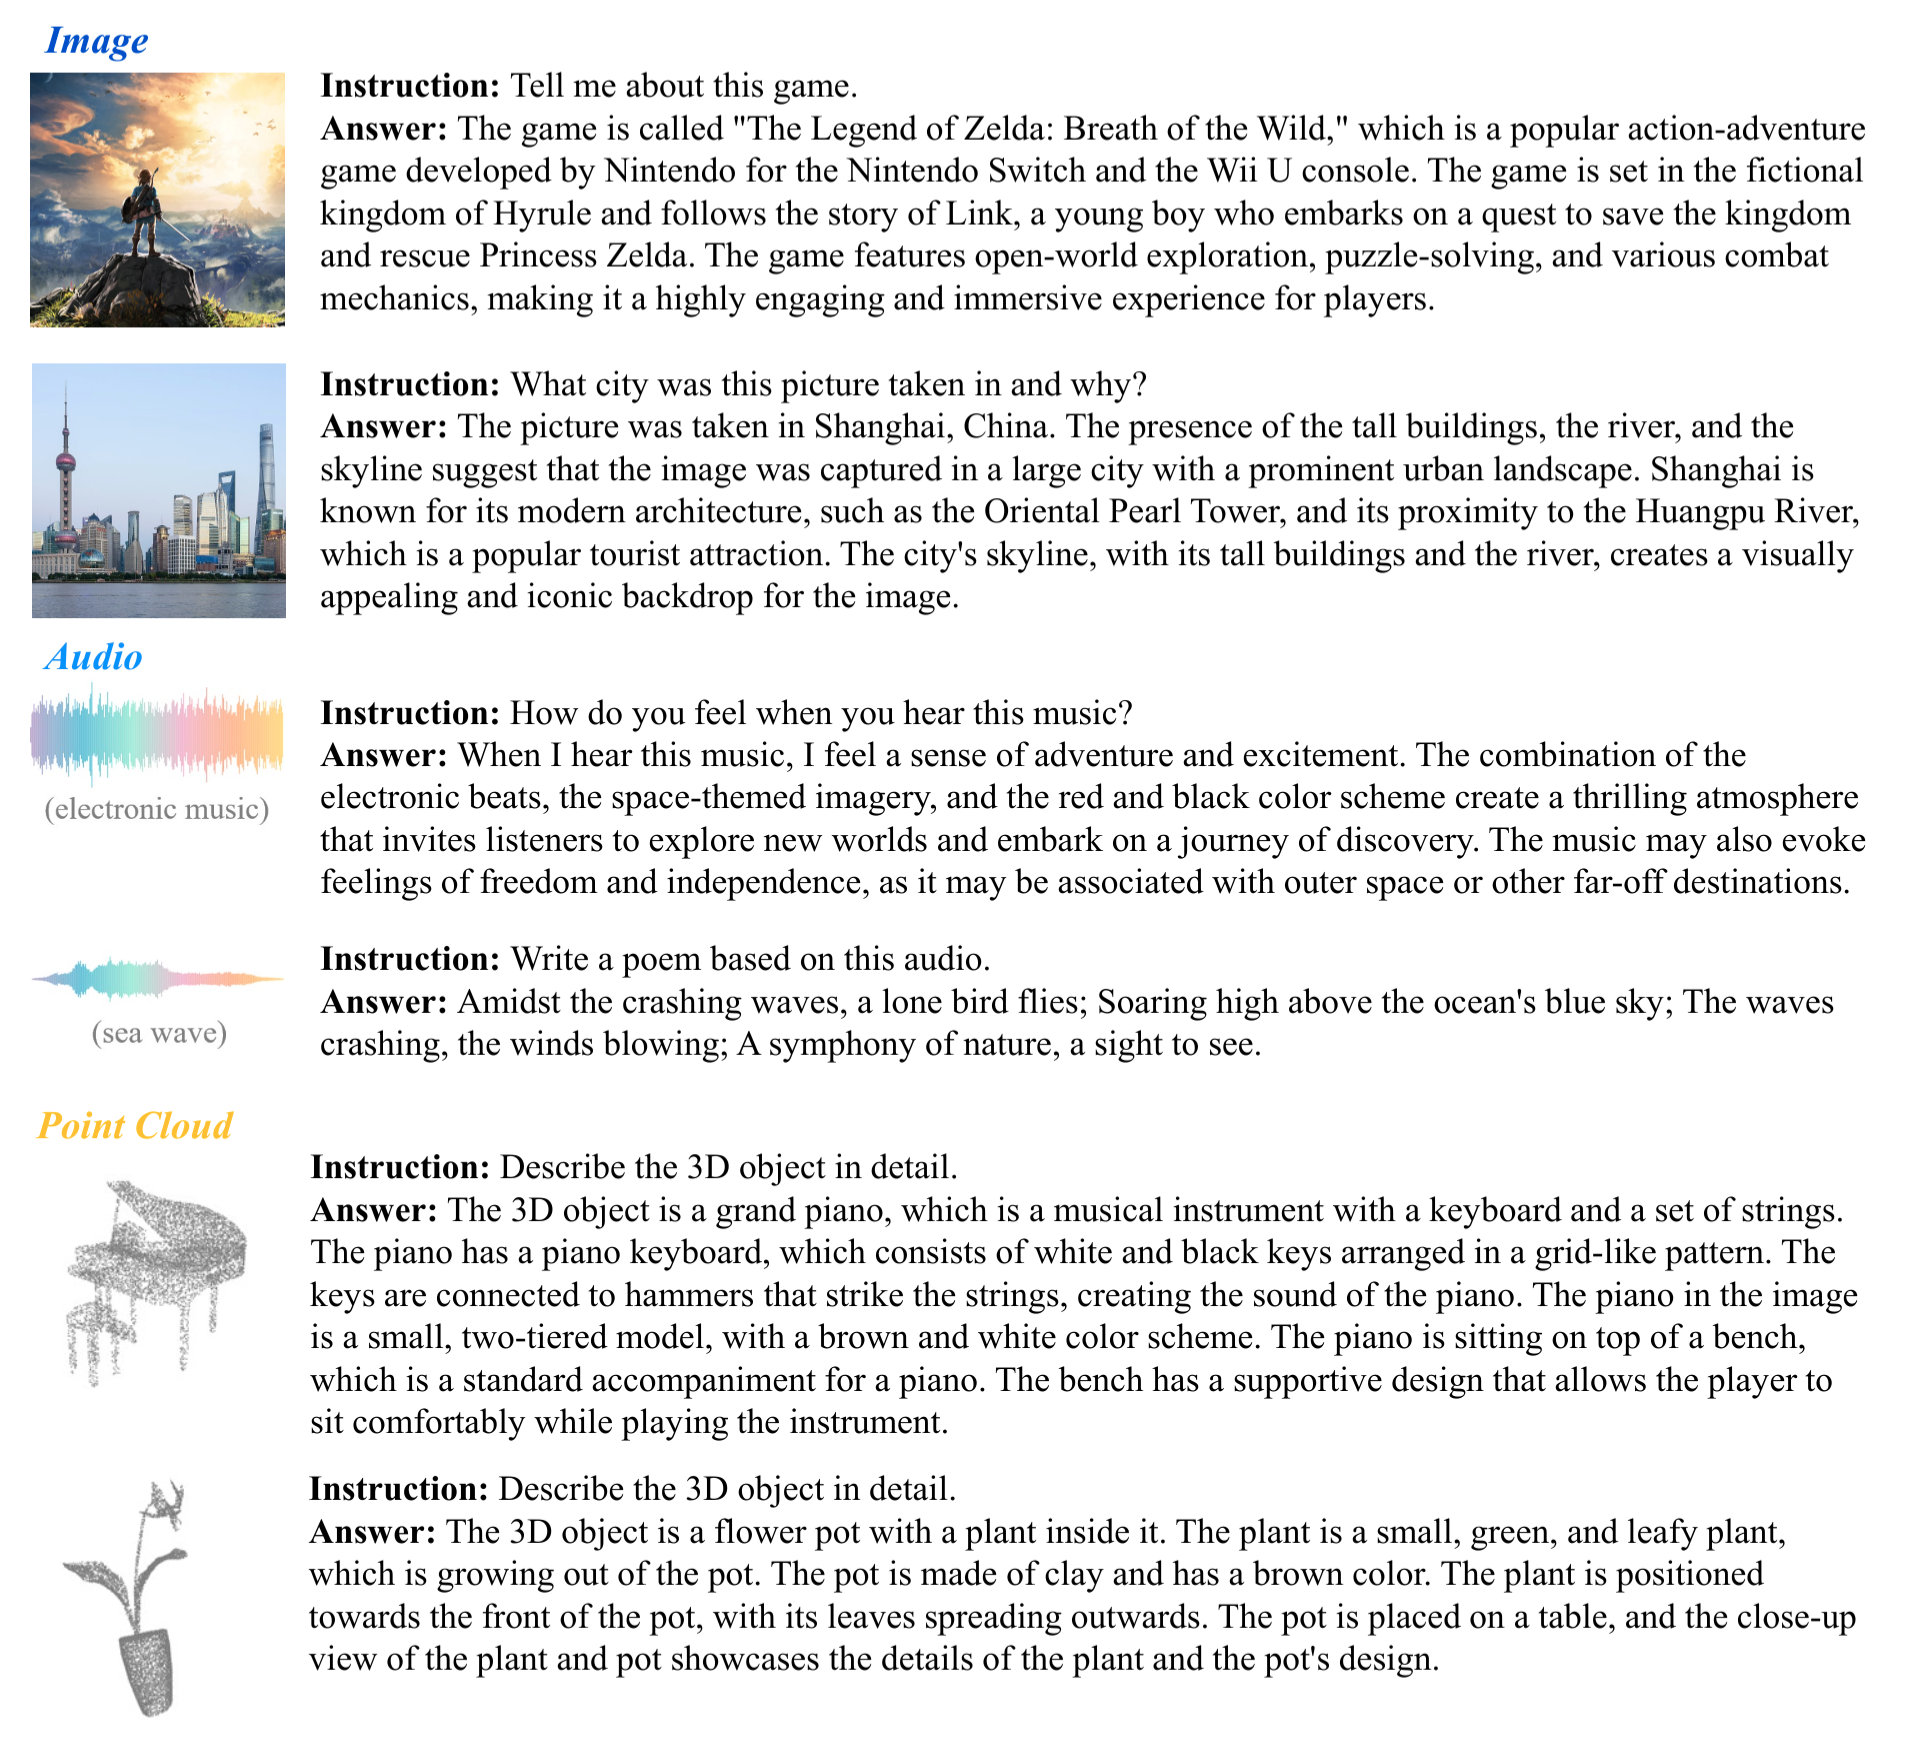 Image
Instruction: Tell me about this game.
Answer: The game is called "The Legend of Zelda: Breath of the Wild," which is a popular action-adventure
game developed by Nintendo for the Nintendo Switch and the Wii U console. The game is set in the fictional
kingdom of Hyrule and follows the story of Link, a young boy who embarks on a quest to save the kingdom
and rescue Princess Zelda. The game features open-world exploration, puzzle-solving, and various combat
mechanics, making it a highly engaging and immersive experience for players.
Instruction: What city was this picture taken in and why?
Answer: The picture was taken in Shanghai, China. The presence of the tall buildings, the river, and the
skyline suggest that the image was captured in a large city with a prominent urban landscape. Shanghai is
known for its modern architecture, such as the Oriental Pearl Tower, and its proximity to the Huangpu River,
which is a popular tourist attraction. The city's skyline, with its tall buildings and the river, creates a visually
appealing and iconic backdrop for the image.
Audio
(electronic music)
Instruction: How do you feel when you hear this music?
Answer: When I hear this music, I feel a sense of adventure and excitement. The combination of the
electronic beats, the space-themed imagery, and the red and black color scheme create a thrilling atmosphere
that invites listeners to explore new worlds and embark on a journey of discovery. The music may also evoke
feelings of freedom and independence, as it may be associated with outer space or other far-off destinations.
(sea wave)
Instruction: Write a poem based on this audio.
Answer: Amidst the crashing waves, a lone bird flies; Soaring high above the ocean's blue sky; The waves
crashing, the winds blowing; A symphony of nature, a sight to see.
Point Cloud
Instruction: Describe the 3D object in detail.
Answer: The 3D object is a grand piano, which is a musical instrument with a keyboard and a set of strings.
The piano has a piano keyboard, which consists of white and black keys arranged in a grid-like pattern. The
keys are connected to hammers that strike the strings, creating the sound of the piano. The piano in the image
is a small, two-tiered model, with a brown and white color scheme. The piano is sitting on top of a bench,
which is a standard accompaniment for a piano. The bench has a supportive design that allows the player to
sit comfortably while playing the instrument.
Instruction: Describe the 3D object in detail.
Answer: The 3D object is a flower pot with a plant inside it. The plant is a small, green, and leafy plant,
which is growing out of the pot. The pot is made of clay and has a brown color. The plant is positioned
towards the front of the pot, with its leaves spreading outwards. The pot is placed on a table, and the close-up
view of the plant and pot showcases the details of the plant and the pot's design.